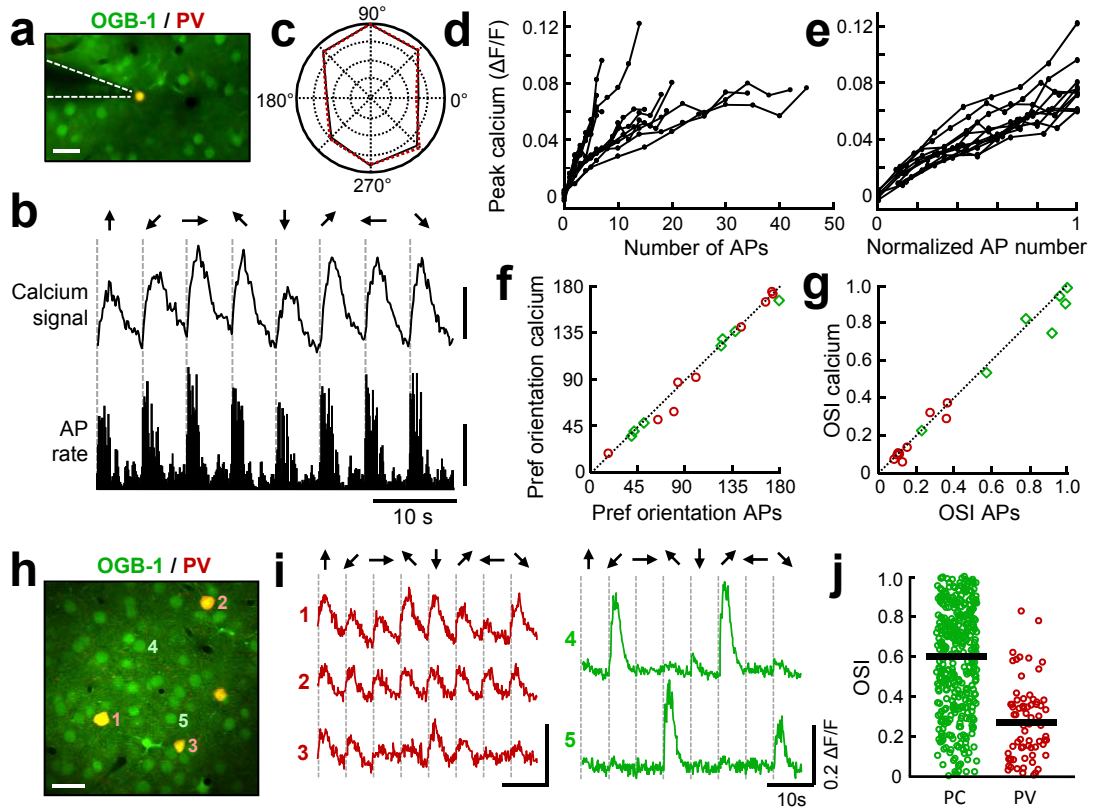 a
OGB-1 / PV
c
90°
180°
0°
270°
d
Peak calcium (ΔF/F)
0.12
0.08
0.04
0
0 10 20 30 40 50
Number of APs
e
0.12
0.08
0.04
0
0 1
Normalized AP number
b
Calcium
signal
AP
rate
10 s
f
Pref orientation calcium
180
135
90
45
0
0 45 90 135 180
Pref orientation APs
g
OSI calcium
1.0
0.8
0.6
0.4
0.2
0
0 0.2 0.4 0.6 0.8 1.0
OSI APs
h
OGB-1 / PV
2
4
1
5
3
i
1
2
3
4
5
0.2 ΔF/F
10s
j
OSI
1.0
0.8
0.6
0.4
0.2
0
PC PV